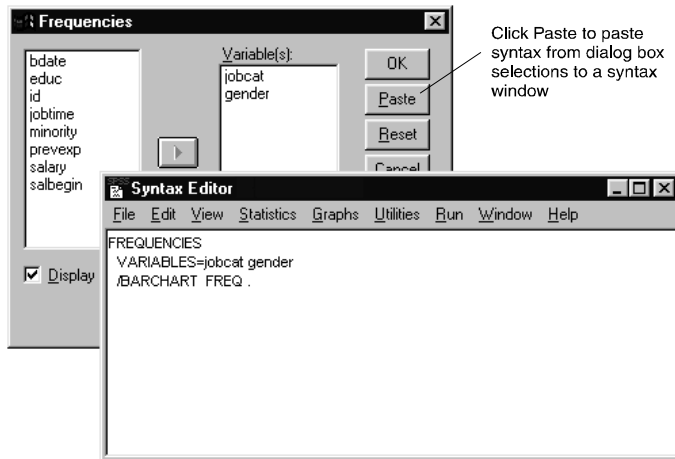 Frequencies
bdate
educ
id
jobtime
minority
prevexp
salary
salbegin
Variable(s):
jobcat
gender
OK
Paste
Reset
Cancel
Display
Click Paste to paste
syntax from dialog box
selections to a syntax
window
Syntax Editor
File Edit View Statistics Graphs Utilities Run Window Help
FREQUENCIES
VARIABLES=jobcat gender
/BARCHART FREQ .